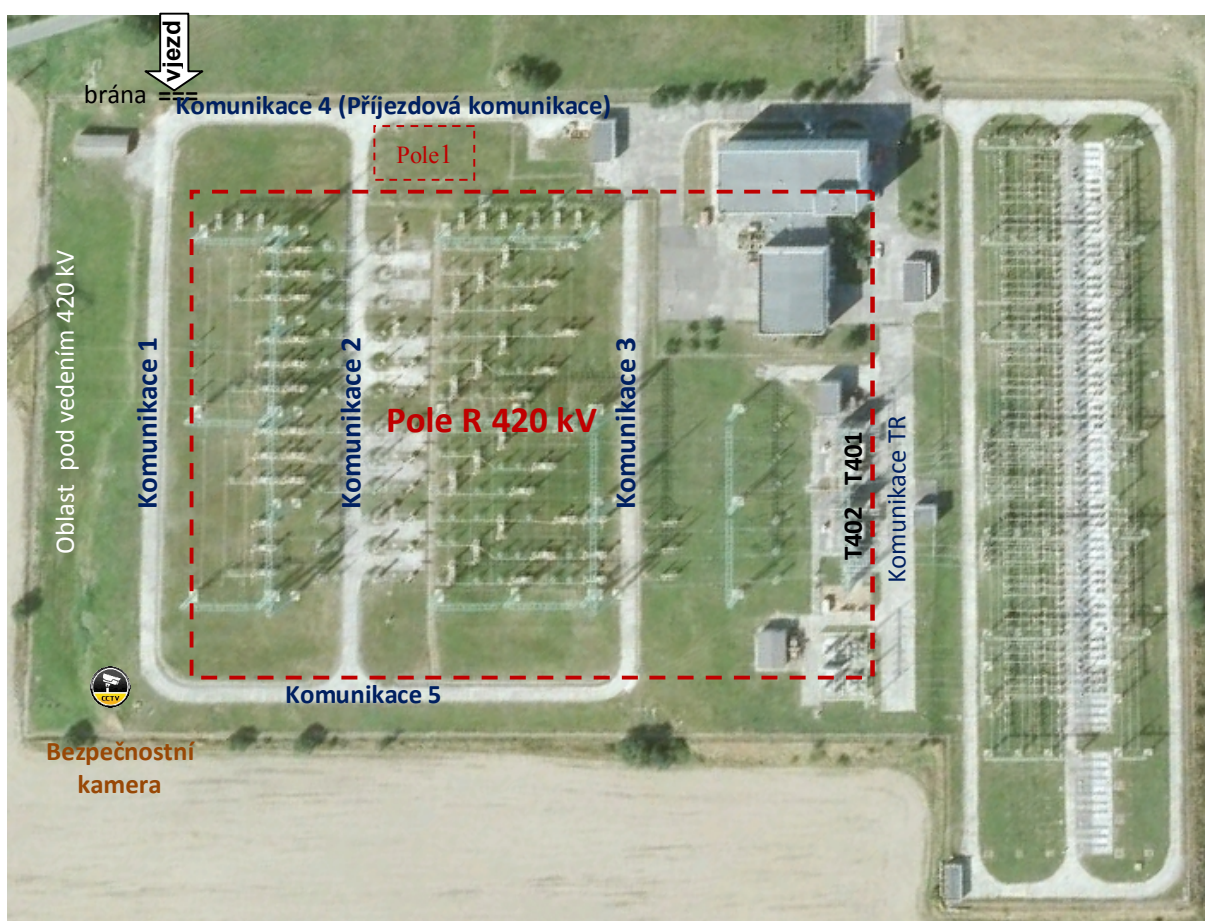 vjezd
brána ===
Komunikace 4 (Příjezdová komunikace)
Pole1
Oblast pod vedením 420 kV
Komunikace 1
Komunikace 2
Pole R 420 kV
Komunikace 3
T402 T401
Komunikace TR
Komunikace 5
CCTV
Bezpečnostní
kamera